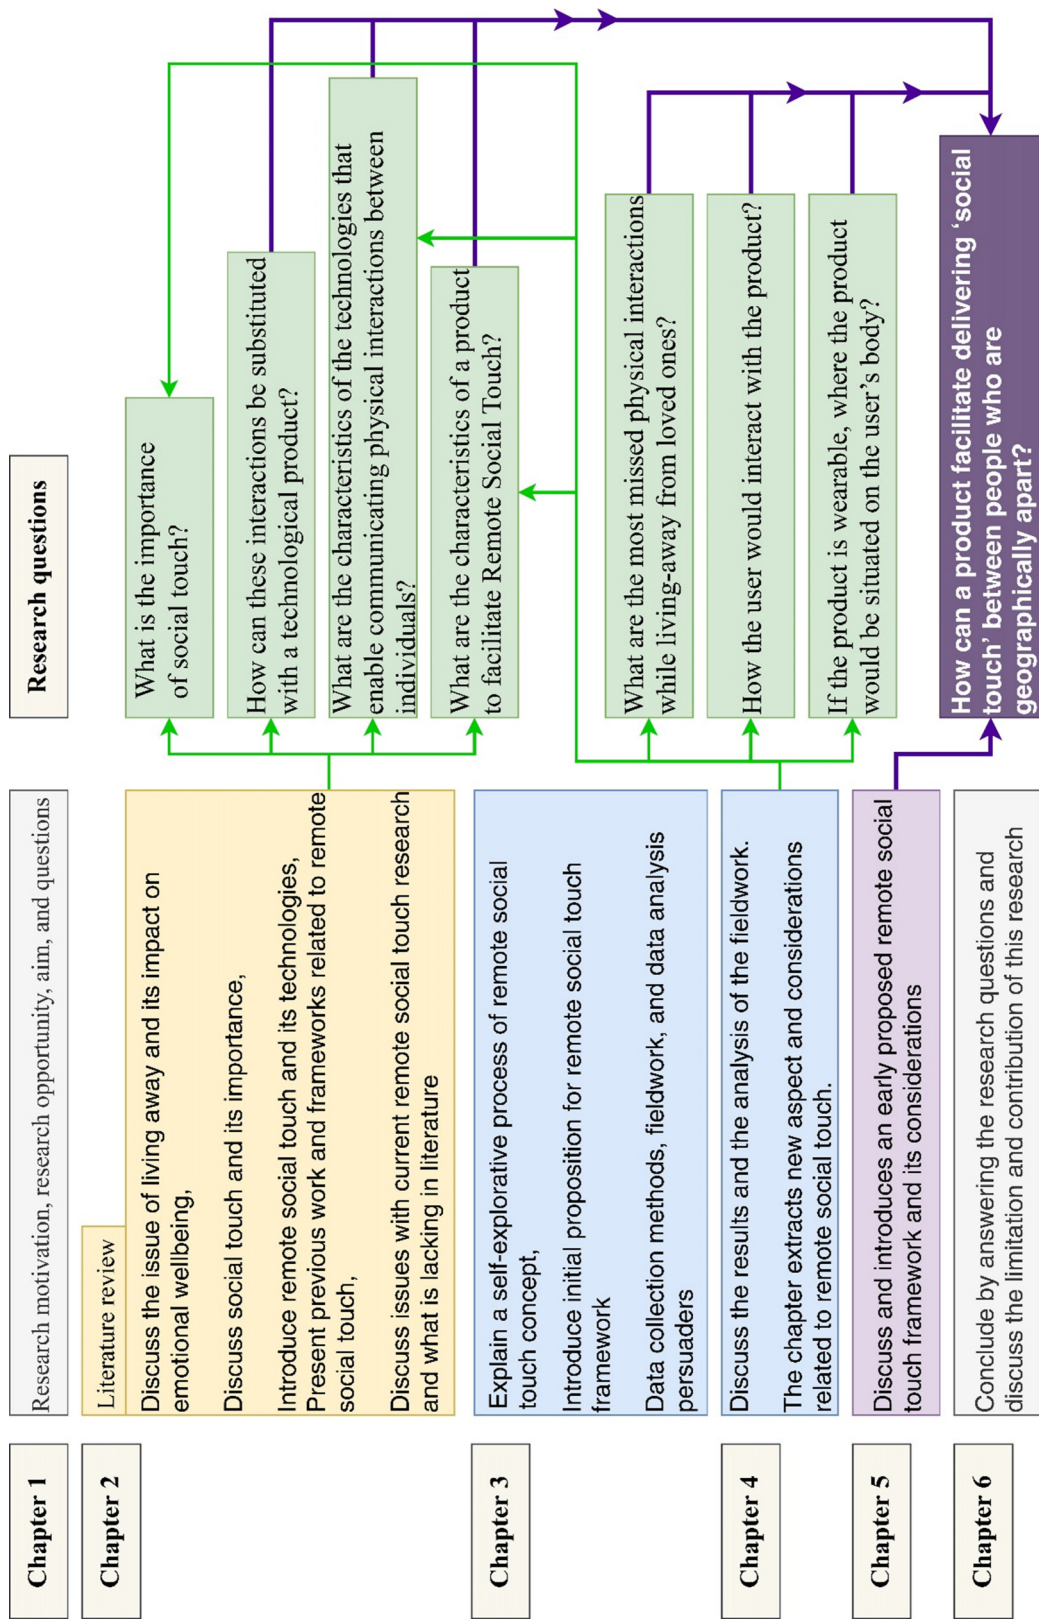 Research questions
Chapter 1
Research motivation, research opportunity, aim, and questions
Chapter 2
Literature review
Discuss the issue of living away and its impact on
emotional wellbeing,
Discuss social touch and its importance,
Introduce remote social touch and its technologies,
Present previous work and frameworks related to remote
social touch,
Discuss issues with current remote social touch research
and what is lacking in literature
What is the importance
of social touch?
How can these interactions be substituted
with a technological product?
What are the characteristics of the technologies that
enable communicating physical interactions between
individuals?
What are the characteristics of a product
to facilitate Remote Social Touch?
Chapter 3
Explain a self-explorative process of remote social
touch concept,
Introduce initial proposition for remote social touch
framework
Data collection methods, fieldwork, and data analysis
persuaders
What are the most missed physical interactions
while living-away from loved ones?
Chapter 4
Discuss the results and the analysis of the fieldwork.
The chapter extracts new aspect and considerations
related to remote social touch.
How the user would interact with the product?
Chapter 5
Discuss and introduces an early proposed remote social
touch framework and its considerations
If the product is wearable, where the product
would be situated on the user's body?
Chapter 6
Conclude by answering the research questions and
discuss the limitation and contribution of this research
How can a product facilitate delivering ‘social
touch’ between people who are
geographically apart?